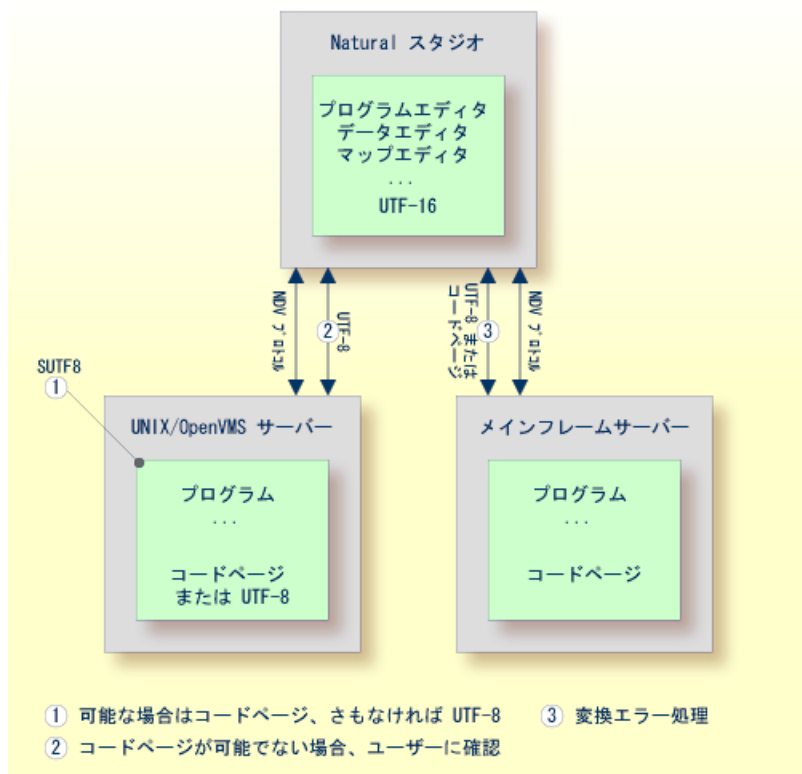 Natural スタジオ
プログラムエディタ
データエディタ
マップエディタ
...
UTF-16
NDV プロトコル
② UTF-8
③ UTF-8 または
コードページ
NDV プロトコル
SUTF8
①
UNIX/OpenVMS サーバー
プログラム
...
コードページ
または UTF-8
メインフレームサーバー
プログラム
...
コードページ
① 可能な場合はコードページ、さもなければ UTF-8
② コードページが可能でない場合、ユーザーに確認
③ 変換エラー処理